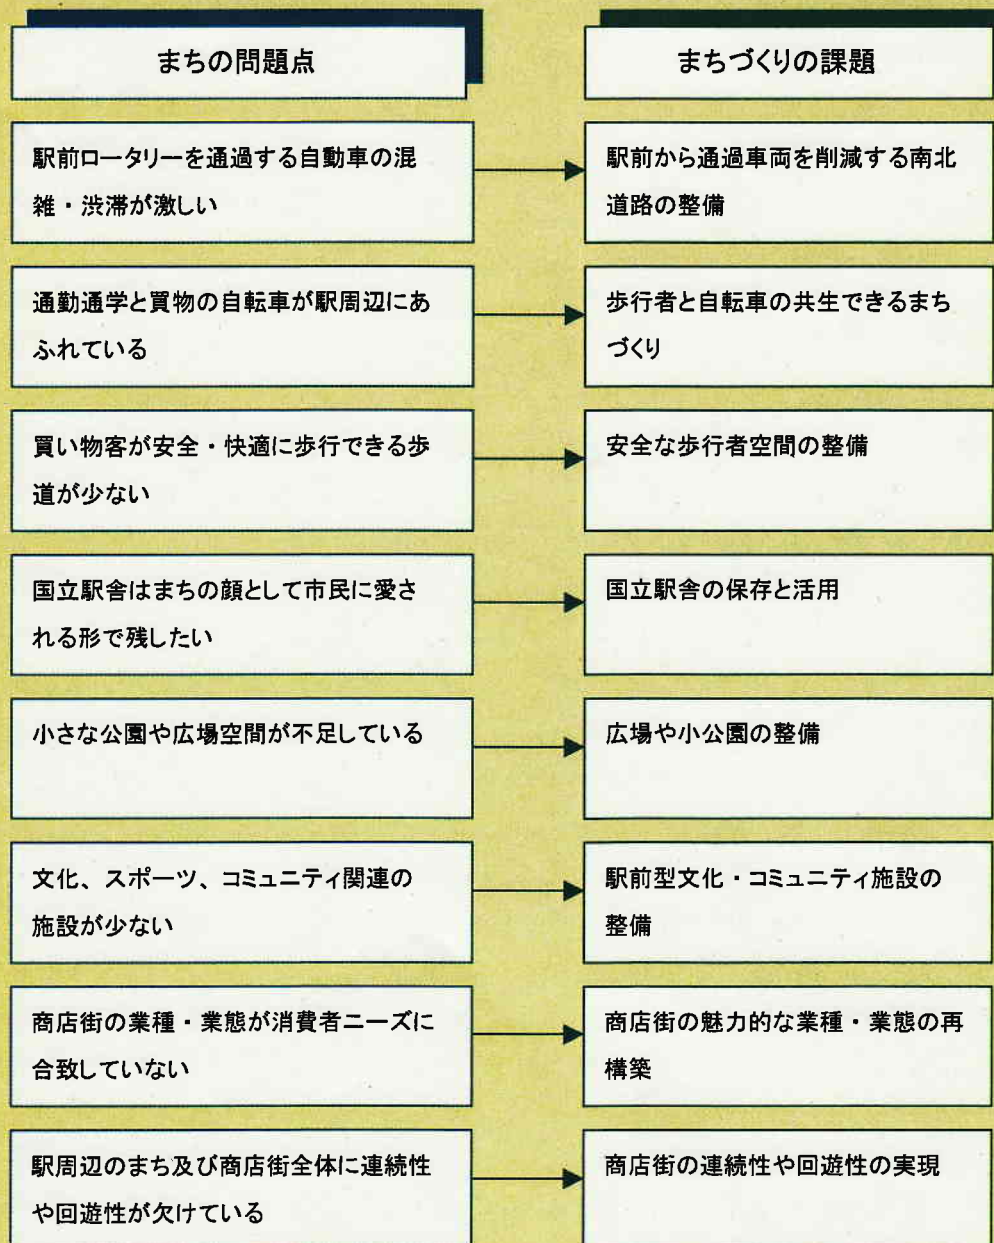 まちの問題点
まちづくりの課題
駅前ロータリーを通過する自動車の混
雑・渋滞が激しい
駅前から通過車両を削減する南北
道路の整備
通勤通学と買物の自転車が駅周辺にあ
ふれている
歩行者と自転車の共生できるまち
づくり
買い物客が安全・快適に歩行できる歩
道が少ない
安全な歩行者空間の整備
国立駅舎はまちの顔として市民に愛さ
れる形で残したい
国立駅舎の保存と活用
小さな公園や広場空間が不足している
広場や小公園の整備
文化、スポーツ、コミュニティ関連の
施設が少ない
駅前型文化・コミュニティ施設の
整備
商店街の業種・業態が消費者ニーズに
合致していない
商店街の魅力的な業種・業態の再
構築
駅周辺のまち及び商店街全体に連続性
や回遊性が欠けている
商店街の連続性や回遊性の実現